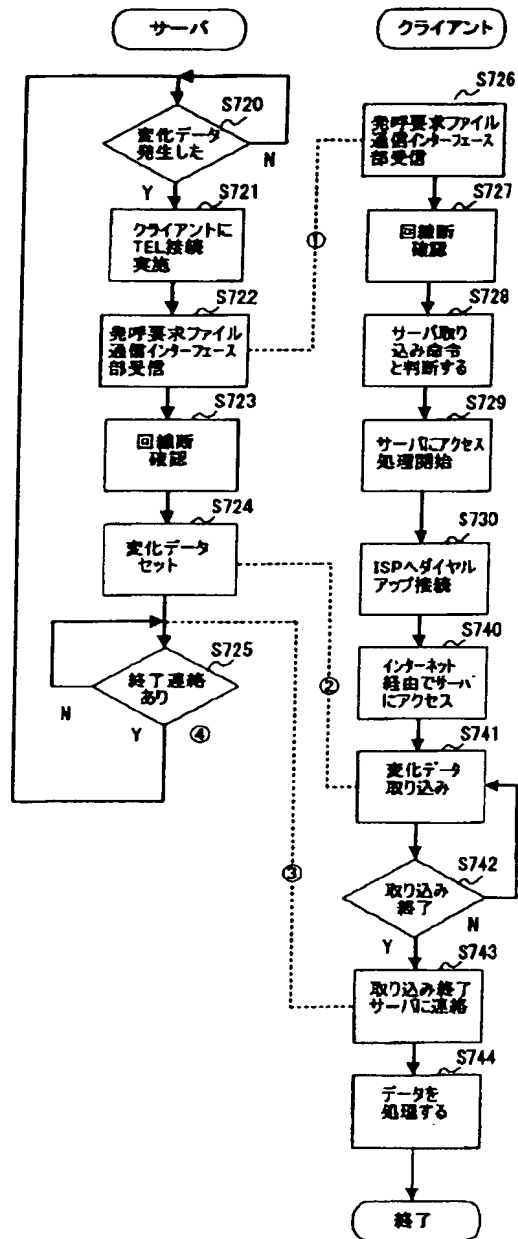 サーバ
S720
変化データ
発生した
N
Y
S721
クライアントに
TEL接続
実施
S722
発呼要求ファイル
通信インターフェース
部受信
S723
回線断
確認
S724
変化データ
セット
S725
終了連絡
あり
N
Y
④
①
②
③
クライアント
S726
発呼要求ファイル
通信インターフェース
部受信
S727
回線断
確認
S728
サーバ取り
込み命令
と判断する
S729
サーバにアクセス
処理開始
S730
ISPへダイヤル
アップ接続
S740
インターネット
経由でサーバ
にアクセス
S741
変化データ
取り込み
S742
取り込み
終了
N
Y
S743
取り込み終了
サーバに連絡
S744
データを
処理する
終了